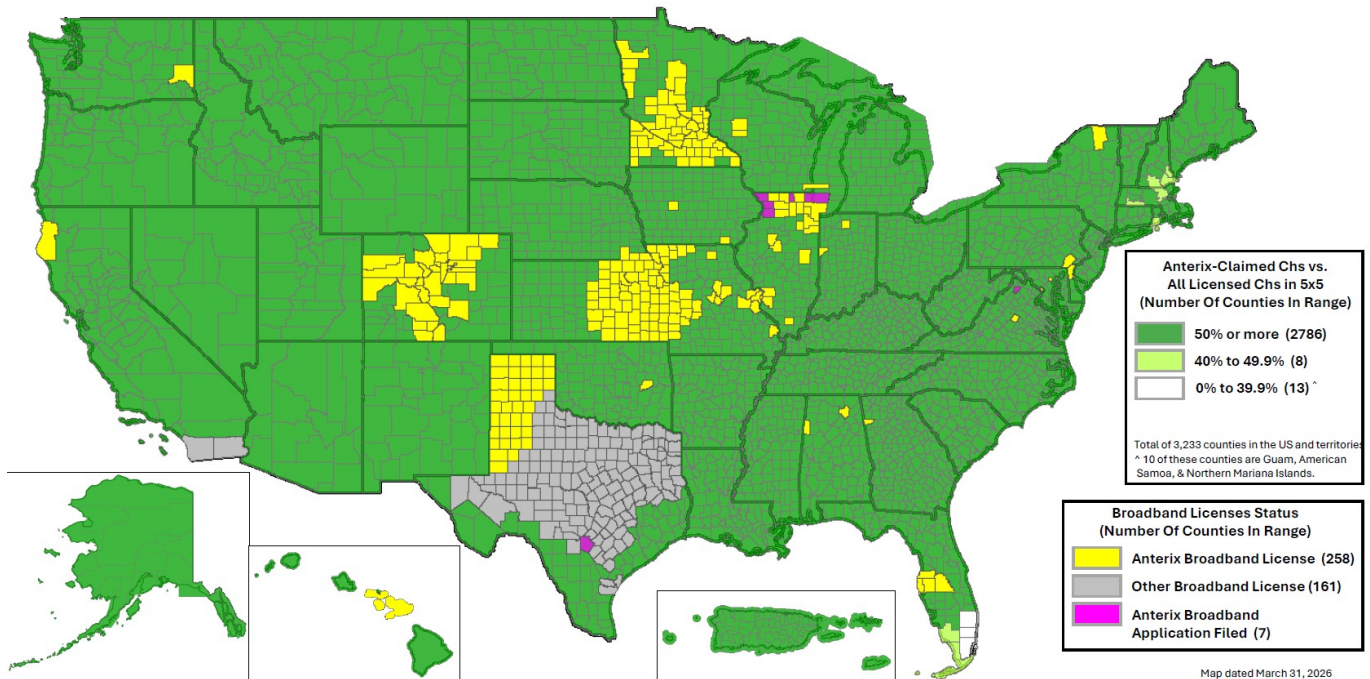 Anterix-Claimed Chs vs.
All Licensed Chs in 5x5
(Number Of Counties In Range)
50% or more (2786)
40% to 49.9% (8)
0% to 39.9% (13) ^
Total of 3,233 counties in the US and territories
^ 10 of these counties are Guam, American
Samoa, & Northern Mariana Islands.
Broadband Licenses Status
(Number Of Counties In Range)
Anterix Broadband License (258)
Other Broadband License (161)
Anterix Broadband
Application Filed (7)
Map dated March 31, 2026